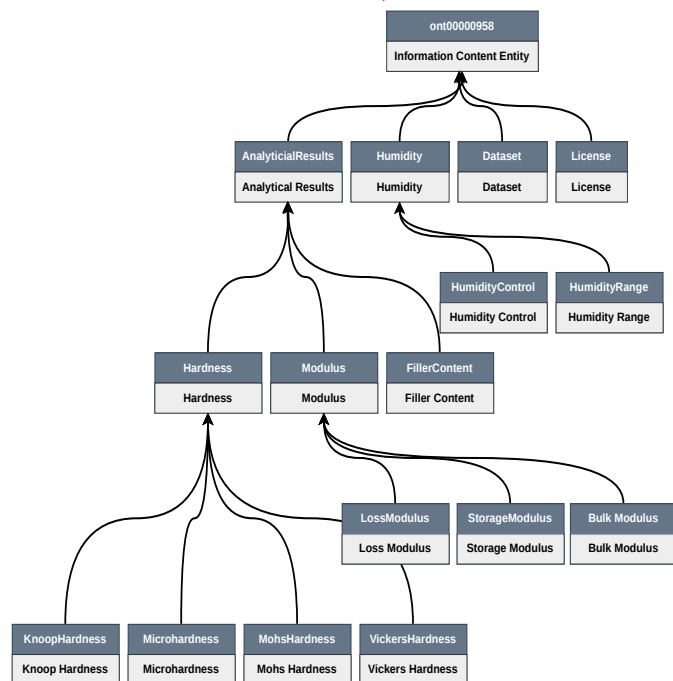 ont00000958
Information Content Entity
AnalyticialResults
Analytical Results
Humidity
Humidity
Dataset
Dataset
License
License
HumidityControl
Humidity Control
HumidityRange
Humidity Range
Hardness
Hardness
Modulus
Modulus
FillerContent
Filler Content
LossModulus
Loss Modulus
StorageModulus
Storage Modulus
Bulk Modulus
Bulk Modulus
KnoopHardness
Knoop Hardness
Microhardness
Microhardness
MohsHardness
Mohs Hardness
VickersHardness
Vickers Hardness